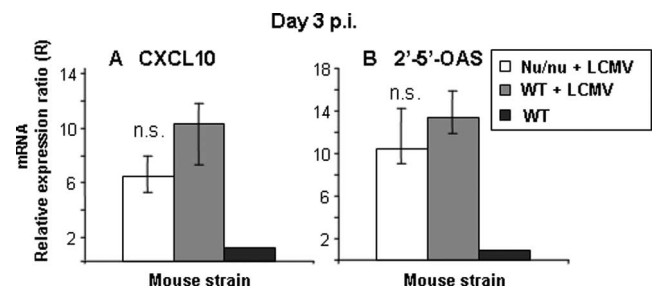 Day 3 p.i.
A CXCL10
B 2'-5'-OAS
Nu/nu + LCMV
WT + LCMV
WT
mRNA
Relative expression ratio (R)
14
10
6
2
n.s.
Mouse strain
18
14
10
6
2
n.s.
Mouse strain